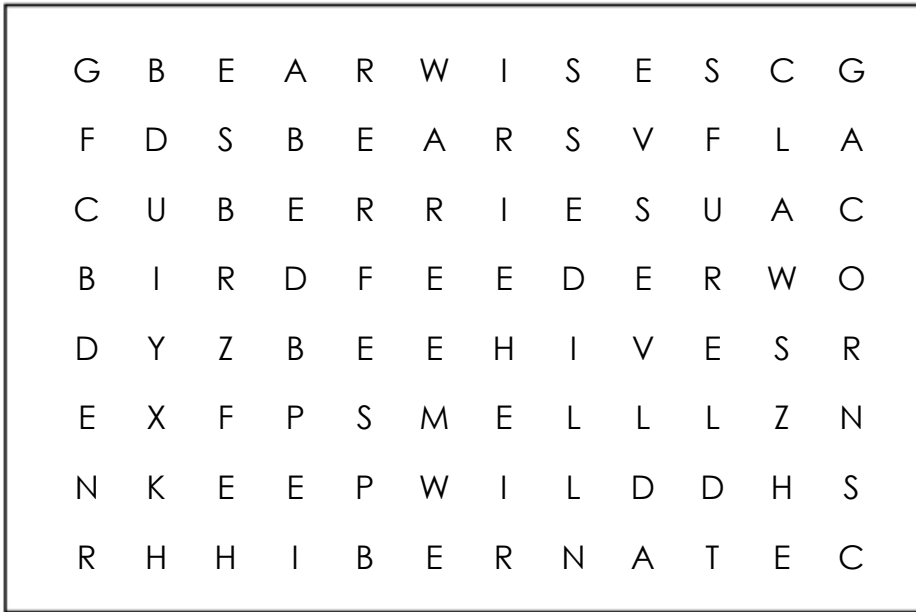 G B E A R W I S E S C G
F D S B E A R S V F L A
C U B E R R I E S U A C
B I R D F E E D E R W O
D Y Z B E E H I V E S R
E X F P S M E L L L Z N
N K E E P W I L D D H S
R H H I B E R N A T E C